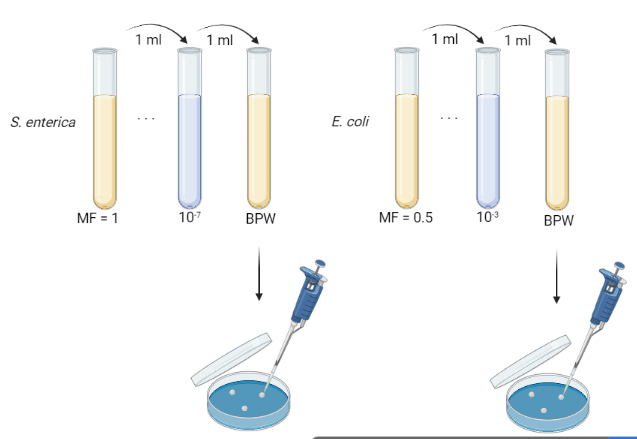 1 ml
1 ml
S. enterica
. . .
MF = 1
10⁻⁷
BPW
1 ml
1 ml
E. coli
. . .
MF = 0.5
10⁻³
BPW